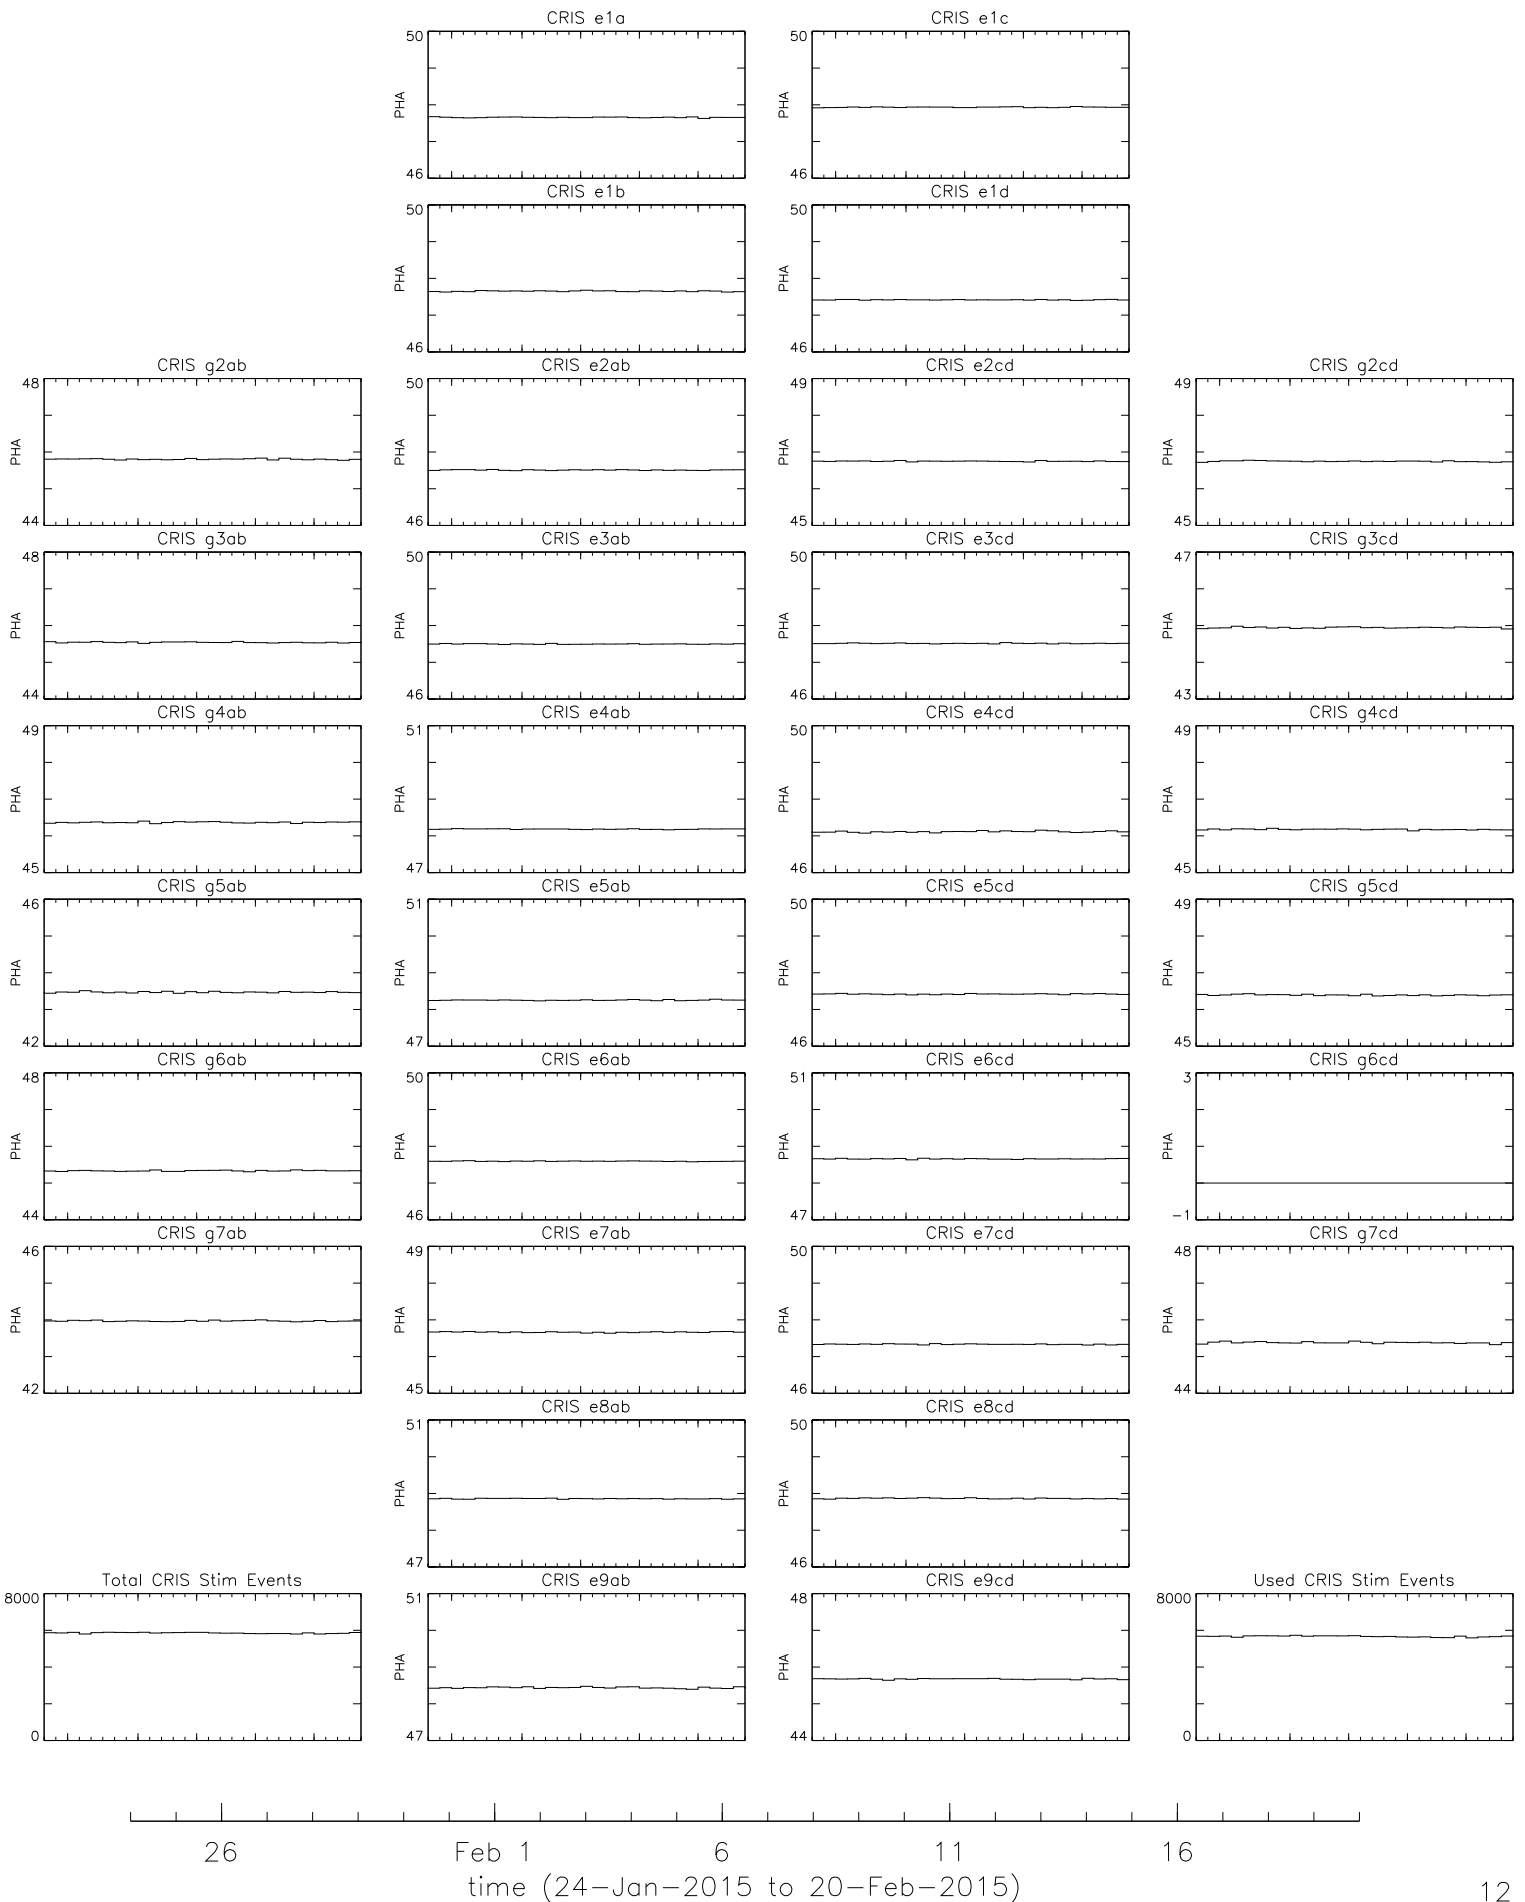 CRIS e1a CRIS e1c
50 50
PHA PHA
46 46
CRIS e1b CRIS e1d
50 50
PHA PHA
46 46
CRIS g2ab CRIS e2ab CRIS e2cd CRIS g2cd
48 50 49 49
PHA PHA PHA PHA
44 46 45 45
CRIS g3ab CRIS e3ab CRIS e3cd CRIS g3cd
48 50 50 47
PHA PHA PHA PHA
44 46 46 43
CRIS g4ab CRIS e4ab CRIS e4cd CRIS g4cd
49 51 50 49
PHA PHA PHA PHA
45 47 46 45
CRIS g5ab CRIS e5ab CRIS e5cd CRIS g5cd
46 51 50 49
PHA PHA PHA PHA
42 47 46 45
CRIS g6ab CRIS e6ab CRIS e6cd CRIS g6cd
48 50 51 3
PHA PHA PHA PHA
44 46 47 -1
CRIS g7ab CRIS e7ab CRIS e7cd CRIS g7cd
46 49 50 48
PHA PHA PHA PHA
42 45 46 44
CRIS e8ab CRIS e8cd
51 50
PHA PHA
47 46
Total CRIS Stim Events CRIS e9ab CRIS e9cd Used CRIS Stim Events
8000 51 48 8000
PHA PHA
0 47 44 0
26 Feb 1 6 11 16
time (24-Jan-2015 to 20-Feb-2015)
12